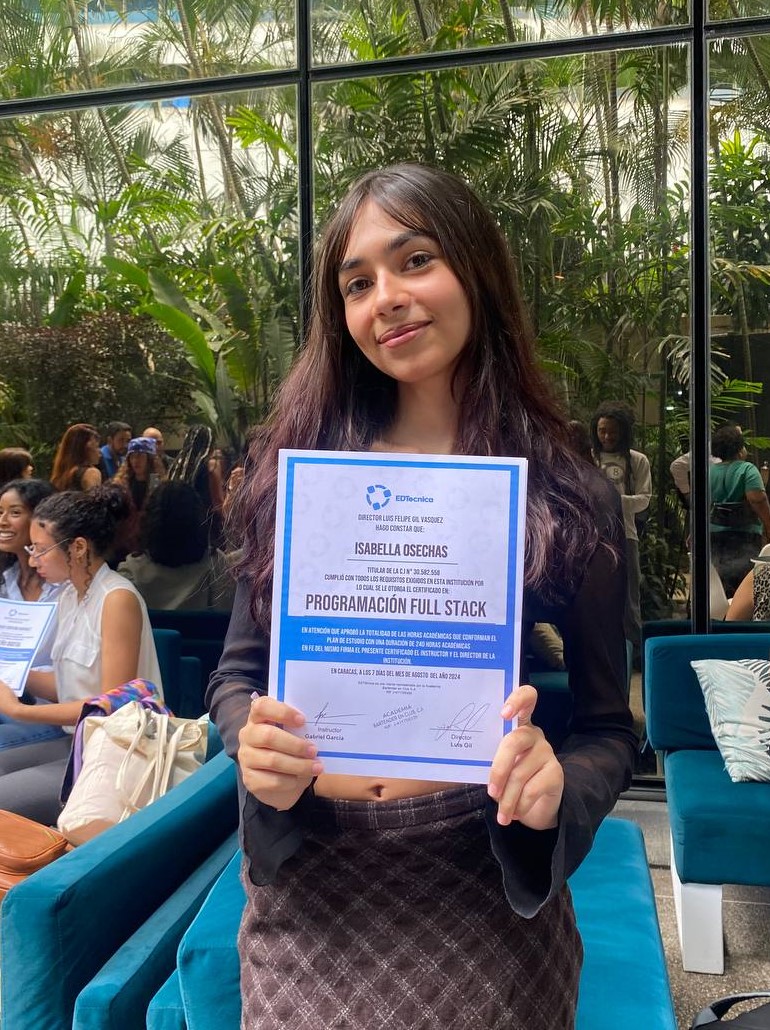 EDTecnica
DIRECTOR LUIS FELIPE GIL VASQUEZ
HAGO CONSTAR QUE:
ISABELLA OSECHAS
TITULAR DE LA C.I N° 30.582.550
CUMPLIÓ CON TODOS LOS REQUISITOS EXIGIDOS EN ESTA INSTITUCIÓN POR
LO CUAL SE LE OTORGA EL CERTIFICADO EN:
PROGRAMACIÓN FULL STACK
EN ATENCIÓN QUE APROBÓ LA TOTALIDAD DE LAS HORAS ACADÉMICAS QUE CONFORMAN EL
PLAN DE ESTUDIO CON UNA DURACIÓN DE 240 HORAS ACADÉMICAS
EN FE DEL MISMO FIRMA EL PRESENTE CERTIFICADO EL INSTRUCTOR Y EL DIRECTOR DE LA
INSTITUCIÓN.
EN CARACAS, A LOS 7 DÍAS DEL MES DE AGOSTO DEL AÑO 2024
ACADEMIA
Instructor
Gabriel García
Director
Luis Gil